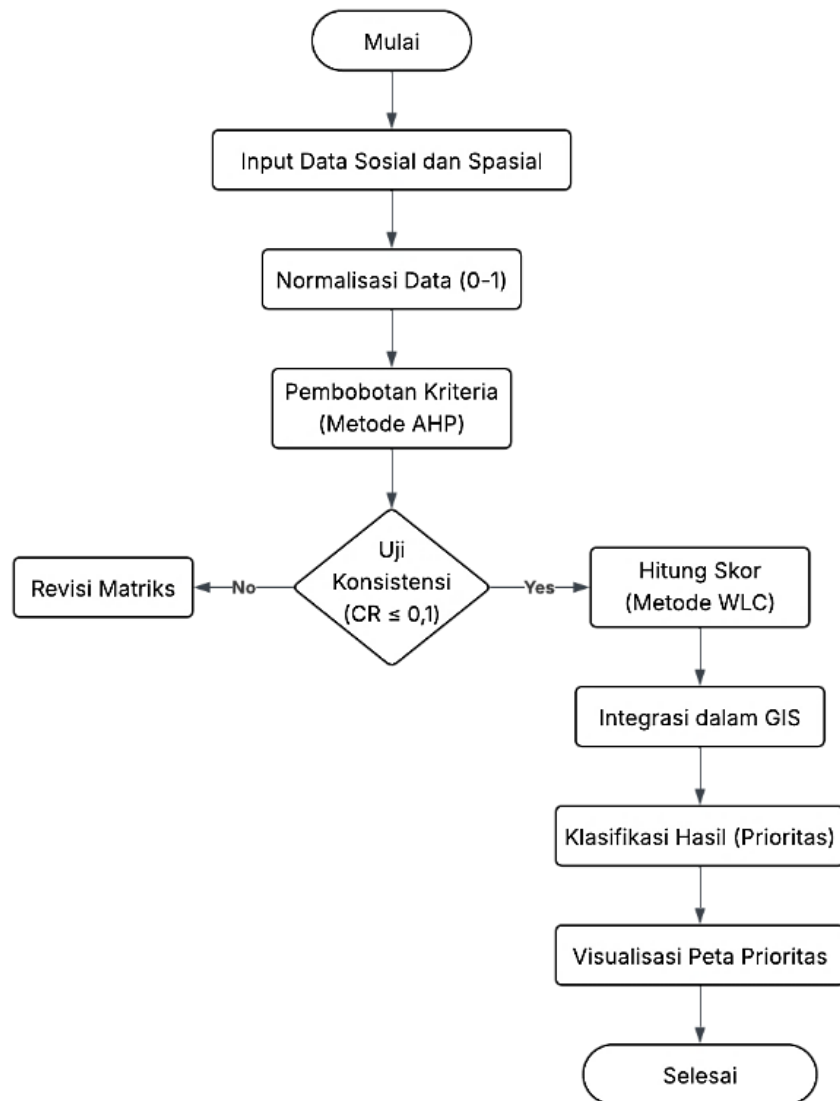 Mulai
Input Data Sosial dan Spasial
Normalisasi Data (0-1)
Pembobotan Kriteria
(Metode AHP)
Uji
Konsistensi
(CR ≤ 0,1)
No
Revisi Matriks
Yes
Hitung Skor
(Metode WLC)
Integrasi dalam GIS
Klasifikasi Hasil (Prioritas)
Visualisasi Peta Prioritas
Selesai